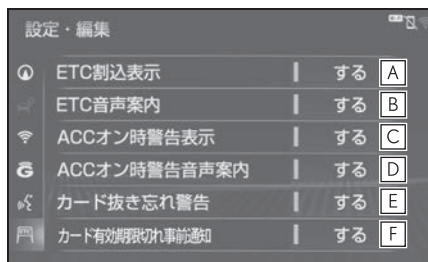 設定・編集
ETC割込表示 する A
ETC音声案内 する B
ACCオン時警告表示 する C
ACCオン時警告音声案内 する D
G
カード抜き忘れ警告 する E
カード有効期限切れ事前通知 する F